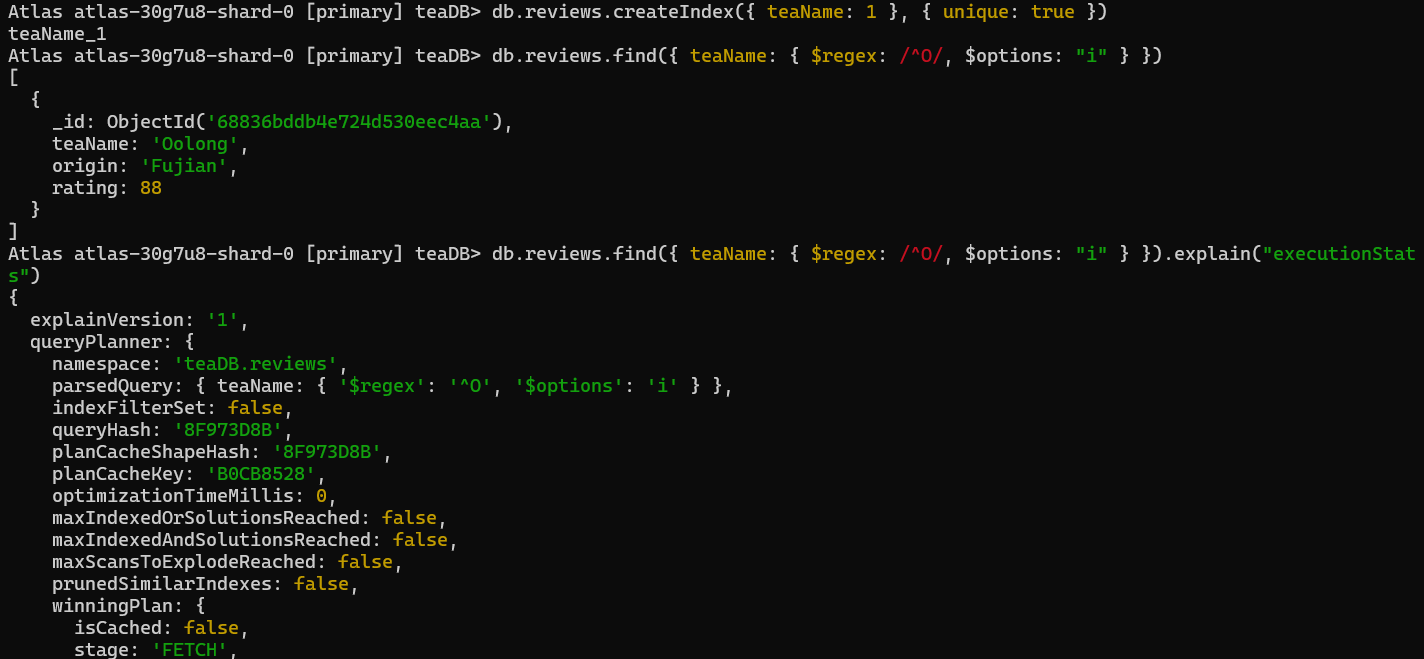 Atlas atlas-30g7u8-shard-0 [primary] teaDB> db.reviews.createIndex({ teaName: 1 }, { unique: true })
teaName_1
Atlas atlas-30g7u8-shard-0 [primary] teaDB> db.reviews.find({ teaName: { $regex: /^O/, $options: "i" } })
[
  {
    _id: ObjectId('68836bddb4e724d530eec4aa'),
    teaName: 'Oolong',
    origin: 'Fujian',
    rating: 88
  }
]
Atlas atlas-30g7u8-shard-0 [primary] teaDB> db.reviews.find({ teaName: { $regex: /^O/, $options: "i" } }).explain("executionStat
s")
{
  explainVersion: '1',
  queryPlanner: {
    namespace: 'teaDB.reviews',
    parsedQuery: { teaName: { '$regex': '^O', '$options': 'i' } },
    indexFilterSet: false,
    queryHash: '8F973D8B',
    planCacheShapeHash: '8F973D8B',
    planCacheKey: 'B0CB8528',
    optimizationTimeMillis: 0,
    maxIndexedOrSolutionsReached: false,
    maxIndexedAndSolutionsReached: false,
    maxScansToExplodeReached: false,
    prunedSimilarIndexes: false,
    winningPlan: {
      isCached: false,
      stage: 'FETCH',